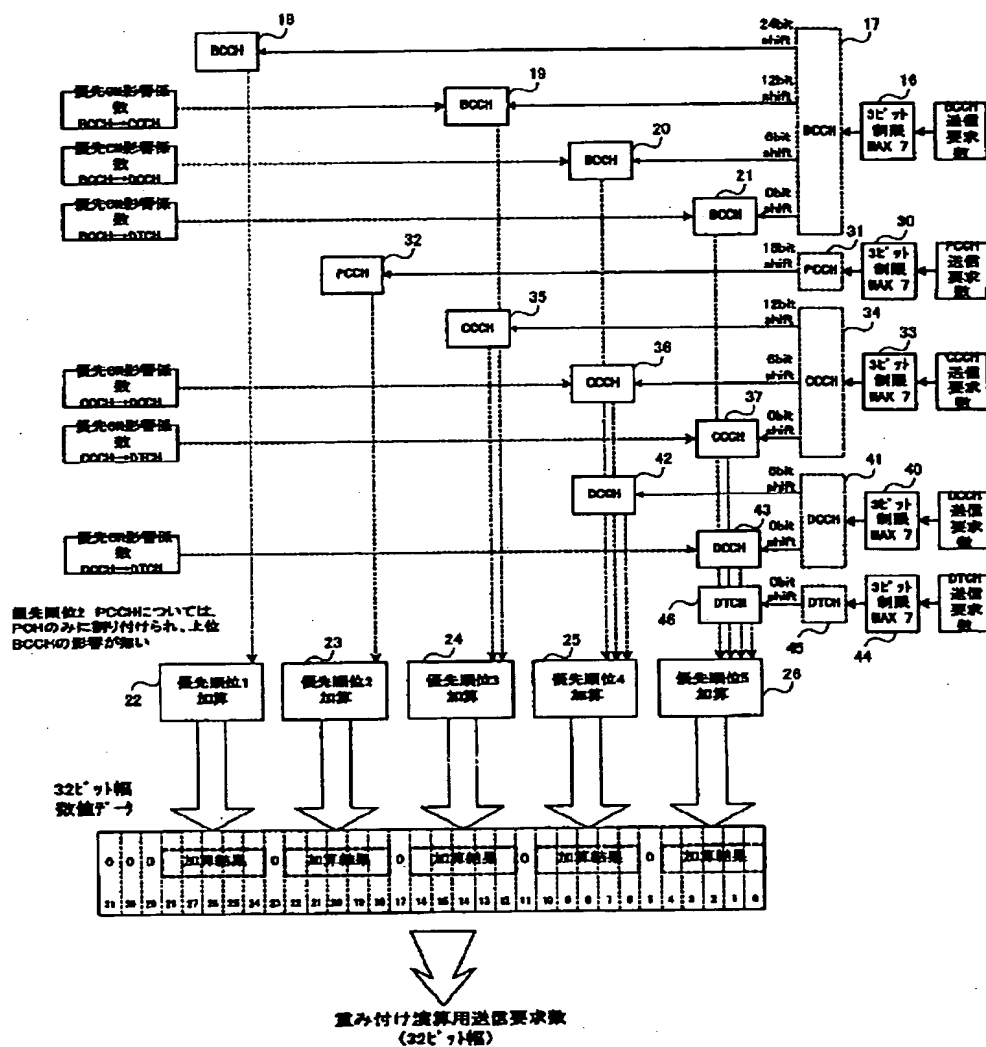 18
24bit
shift
17
BCCH
19
12bit
shift
16
優先CH影響係
数
BCCH→CCCH
BCCH
BCCH
3ビット
制限
MAX 7
BCCH
送信
要求
数
20
6bit
shift
優先CH影響係
数
BCCH→DCCH
BCCH
21
0bit
shift
優先CH影響係
数
BCCH→DTCH
BCCH
32
31
30
18bit
shift
PCCH
PCCH
3ビット
制限
MAX 7
PCCH
送信
要求
数
35
12bit
shift
34
CCCH
33
36
6bit
shift
優先CH影響係
数
CCCH→DCCH
CCCH
CCCH
3ビット
制限
MAX 7
CCCH
送信
要求
数
37
0bit
shift
優先CH影響係
数
CCCH→DTCH
CCCH
42
6bit
shift
41
40
DCCH
DCCH
3ビット
制限
MAX 7
DCCH
送信
要求
数
43
0bit
shift
優先CH影響係
数
DCCH→DTCH
DCCH
0bit
shift
DTCH
DTCH
3ビット
制限
MAX 7
DTCH
送信
要求
数
46
45
44
優先順位2 PCCHについては、
PCHのみに割り付けられ、上位
BCCHの影響が無い
22
優先順位1
加算
23
優先順位2
加算
24
優先順位3
加算
25
優先順位4
加算
26
優先順位5
加算
32ビット幅
数値データ
0 0 0 加算結果 0 加算結果 0 加算結果 0 加算結果 0 加算結果
31 30 29 28 27 26 25 24 23 22 21 20 19 18 17 16 15 14 13 12 11 10 9 8 7 6 5 4 3 2 1 0
重み付け演算用送信要求数
(32ビット幅)